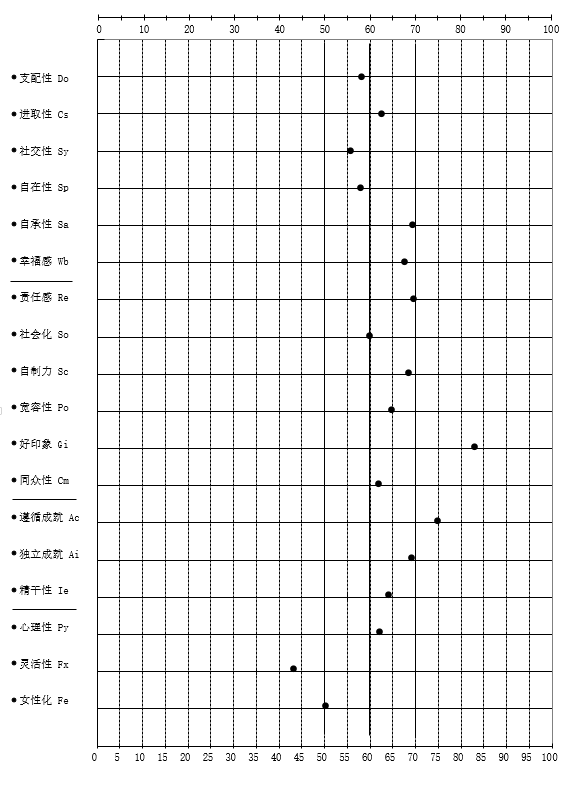 0 10 20 30 40 50 60 70 80 90 100
支配性 Do
进取性 Cs
社交性 Sy
自在性 Sp
自承性 Sa
幸福感 Wb
责任感 Re
社会化 So
自制力 Sc
宽容性 Po
好印象 Gi
同众性 Cm
遵循成就 Ac
独立成就 Ai
精干性 Ie
心理性 Py
灵活性 Fx
女性化 Fe
0 5 10 15 20 25 30 35 40 45 50 55 60 65 70 75 80 85 90 95 100